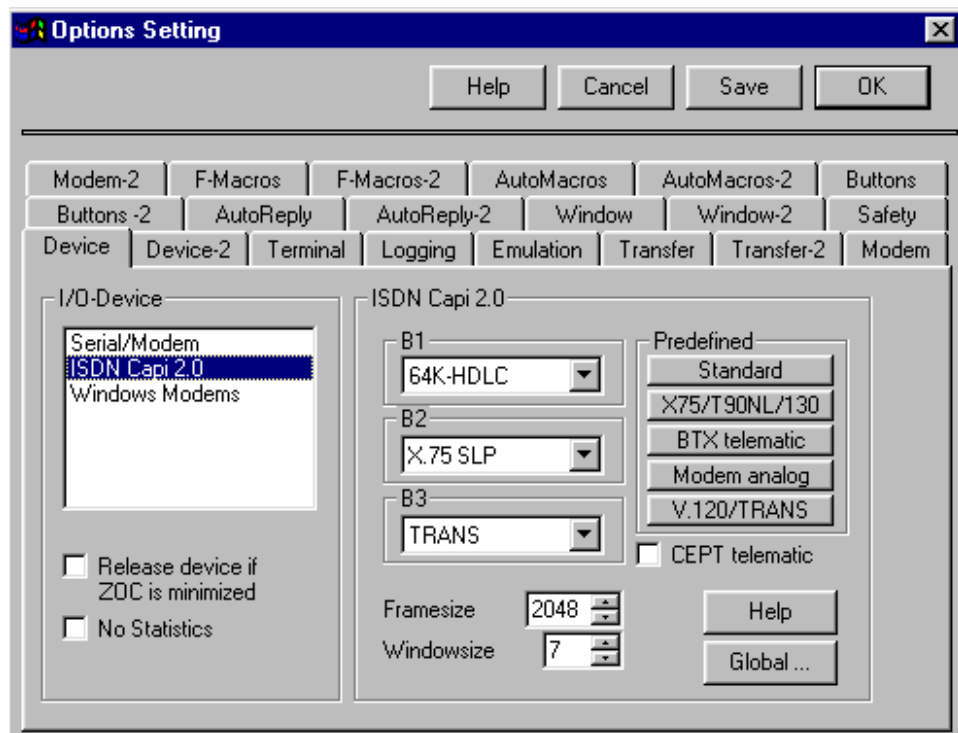 Options Setting
Help Cancel Save OK
Modem-2 F-Macros F-Macros-2 AutoMacros AutoMacros-2 Buttons
Buttons -2 AutoReply AutoReply-2 Window Window-2 Safety
Device Device-2 Terminal Logging Emulation Transfer Transfer-2 Modem
I/O-Device
Serial/Modem
ISDN Capi 2.0
Windows Modems
Release device if
ZOC is minimized
No Statistics
ISDN Capi 2.0
B1
64K-HDLC
B2
X.75 SLP
B3
TRANS
Predefined
Standard
X75/T90NL/130
BTX telematic
Modem analog
V.120/TRANS
CEPT telematic
Framesize 2048
Windowsize 7
Help
Global ...